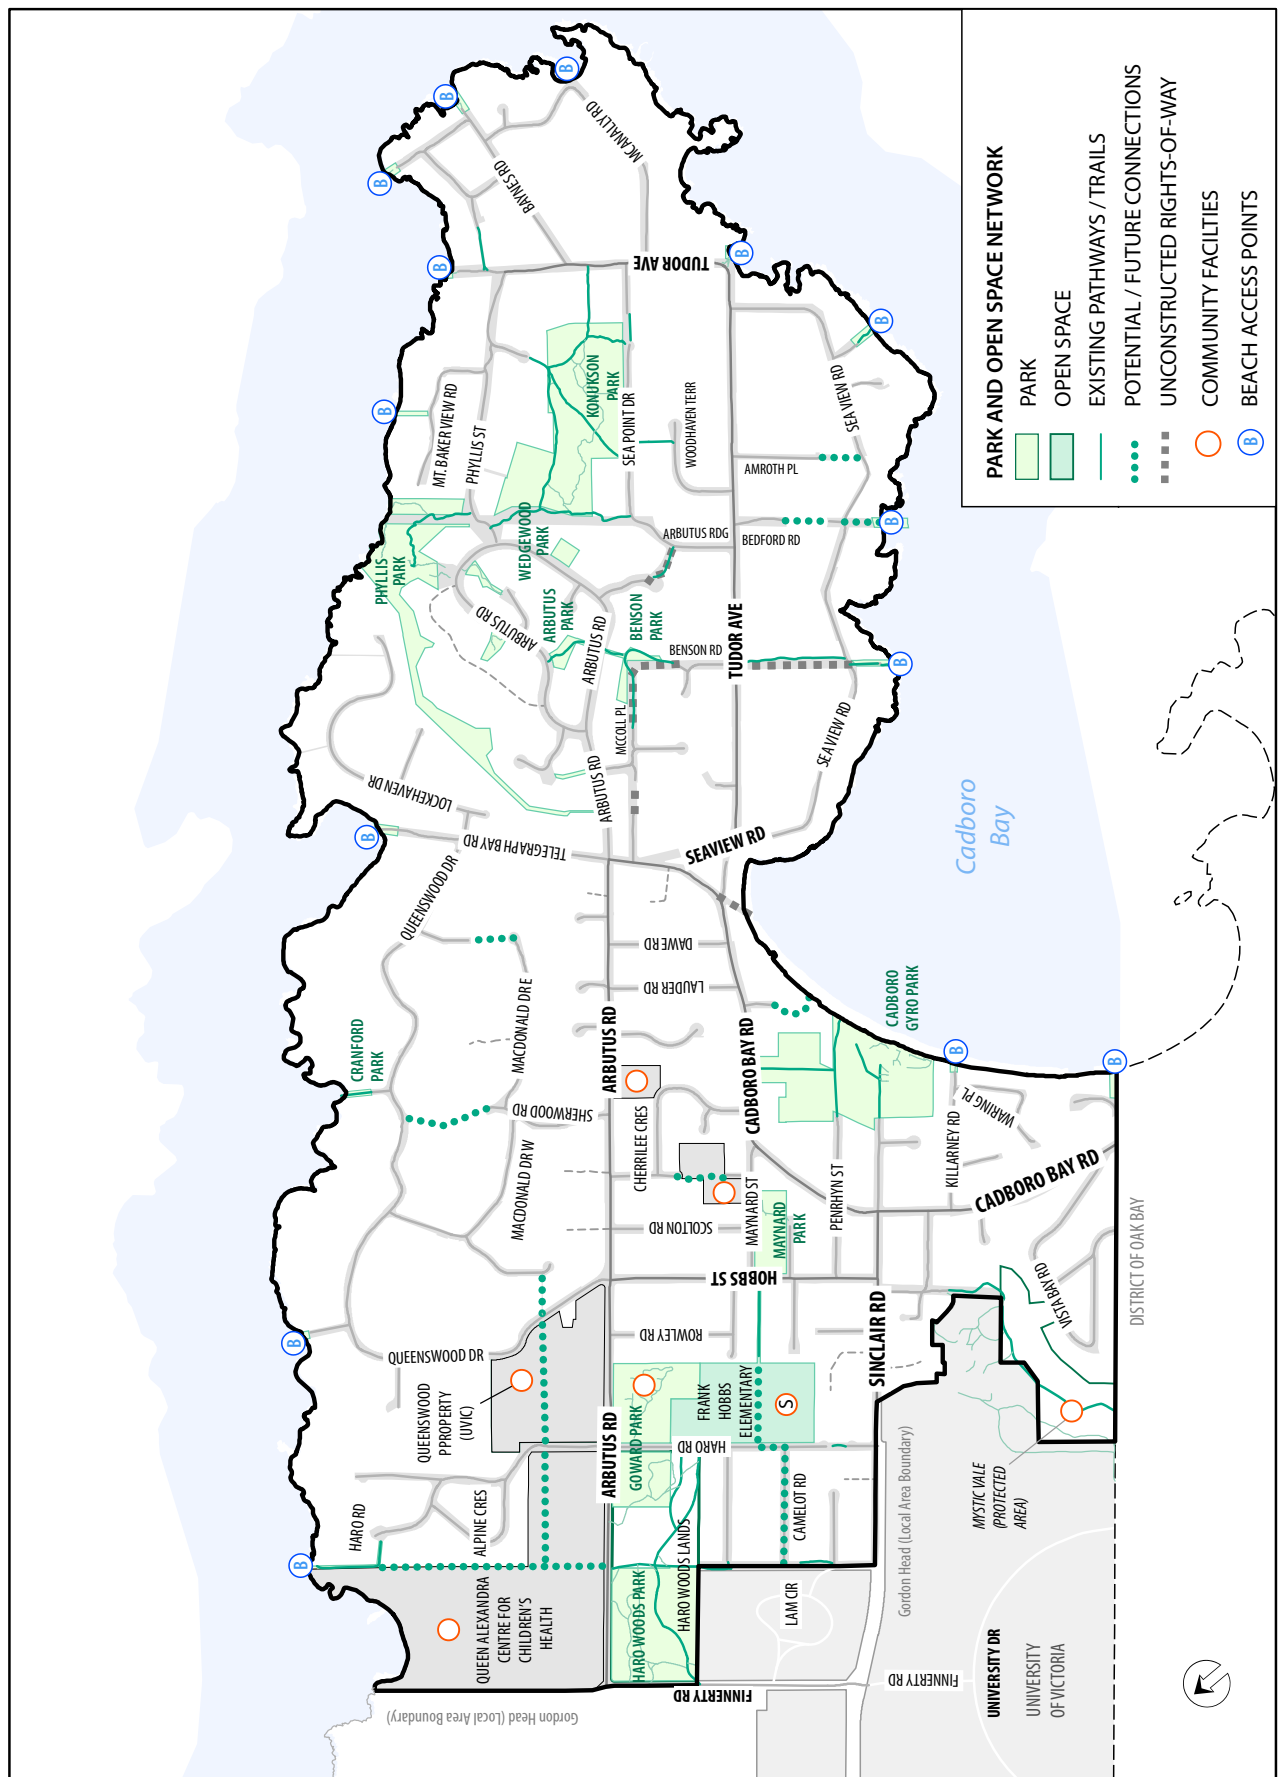 PARK AND OPEN SPACE NETWORK
PARK
OPEN SPACE
EXISTING PATHWAYS / TRAILS
POTENTIAL / FUTURE CONNECTIONS
UNCONSTRUCTED RIGHTS-OF-WAY
COMMUNITY FACILTIES
B
BEACH ACCESS POINTS
B
HARO RD
ALPINE CRES
QUEEN ALEXANDRA
CENTRE FOR
CHILDREN'S
HEALTH
Gordon Head (Local Area Boundary)
B
QUEENSWOOD DR
QUEENSWOOD
PPROPERTY
(UVIC)
MACDONALD DR W
SHERWOOD RD
MACDONALD DR E
CRANFORD
PARK
QUEENSWOOD DR
B
TELEGRAPH BAY RD
LOCKEHAVEN DR
PHYLLIS
PARK
ARBUTUS RD
WEDGEWOOD
PARK
ARBUTUS
PARK
ARBUTUS RD
ARBUTUS RD
BENSON
PARK
MCCOLL PL
BENSON RD
B
MT. BAKER VIEW RD
PHYLLIS ST
KONUKSON
PARK
SEA POINT DR
WOODHAVEN TERR
ARBUTUS RDG
B
B
B
B
BAYNES RD
MCANALLY RD
TUDOR AVE
B
B
SEA VIEW RD
AMROTH PL
BEDFORD RD
B
TUDOR AVE
B
SEAVIEW RD
SEAVIEW RD
Cadboro
Bay
ARBUTUS RD
DAWE RD
LAUDER RD
CADBORO BAY RD
CADBORO
GYRO PARK
B
B
WARING PL
KILLARNEY RD
CADBORO BAY RD
PENRHYN ST
MAYNARD ST
MAYNARD
PARK
CHERRILEE CRES
SCOLTON RD
HOBBS ST
ROWLEY RD
SINCLAIR RD
VISTA BAY RD
DISTRICT OF OAK BAY
ARBUTUS RD
GOWARD PARK
FRANK
HOBBS
ELEMENTARY
S
HARO RD
CAMELOT RD
HARO WOODS LANDS
HARO WOODS PARK
LAM CIR
Gordon Head (Local Area Boundary)
MYSTIC VALE
(PROTECTED
AREA)
FINNERTY RD
FINNERTY RD
UNIVERSITY DR
UNIVERSITY
OF VICTORIA